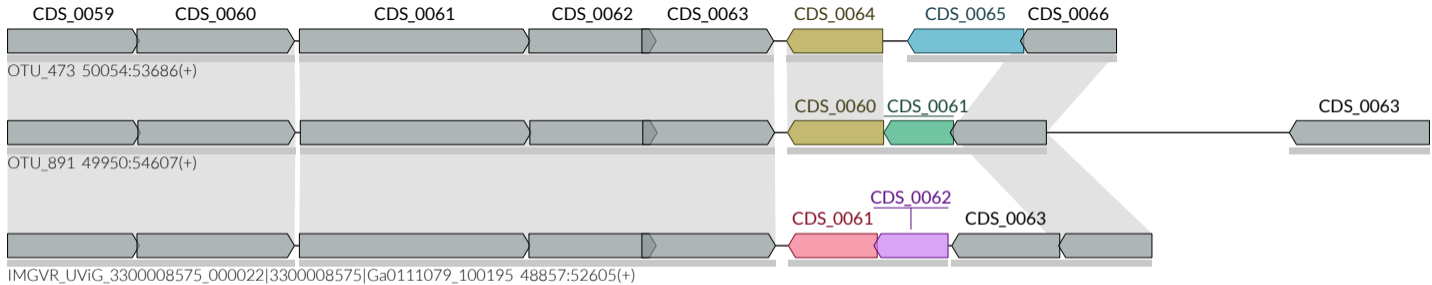 CDS_0059 CDS_0060 CDS_0061 CDS_0062 CDS_0063 CDS_0064 CDS_0065 CDS_0066
OTU_473 50054:53686(+)
CDS_0060 CDS_0061 CDS_0063
OTU_891 49950:54607(+)
CDS_0062
CDS_0061 CDS_0063
IMGVR_UViG_3300008575_000022|3300008575|Ga0111079_100195 48857:52605(+)